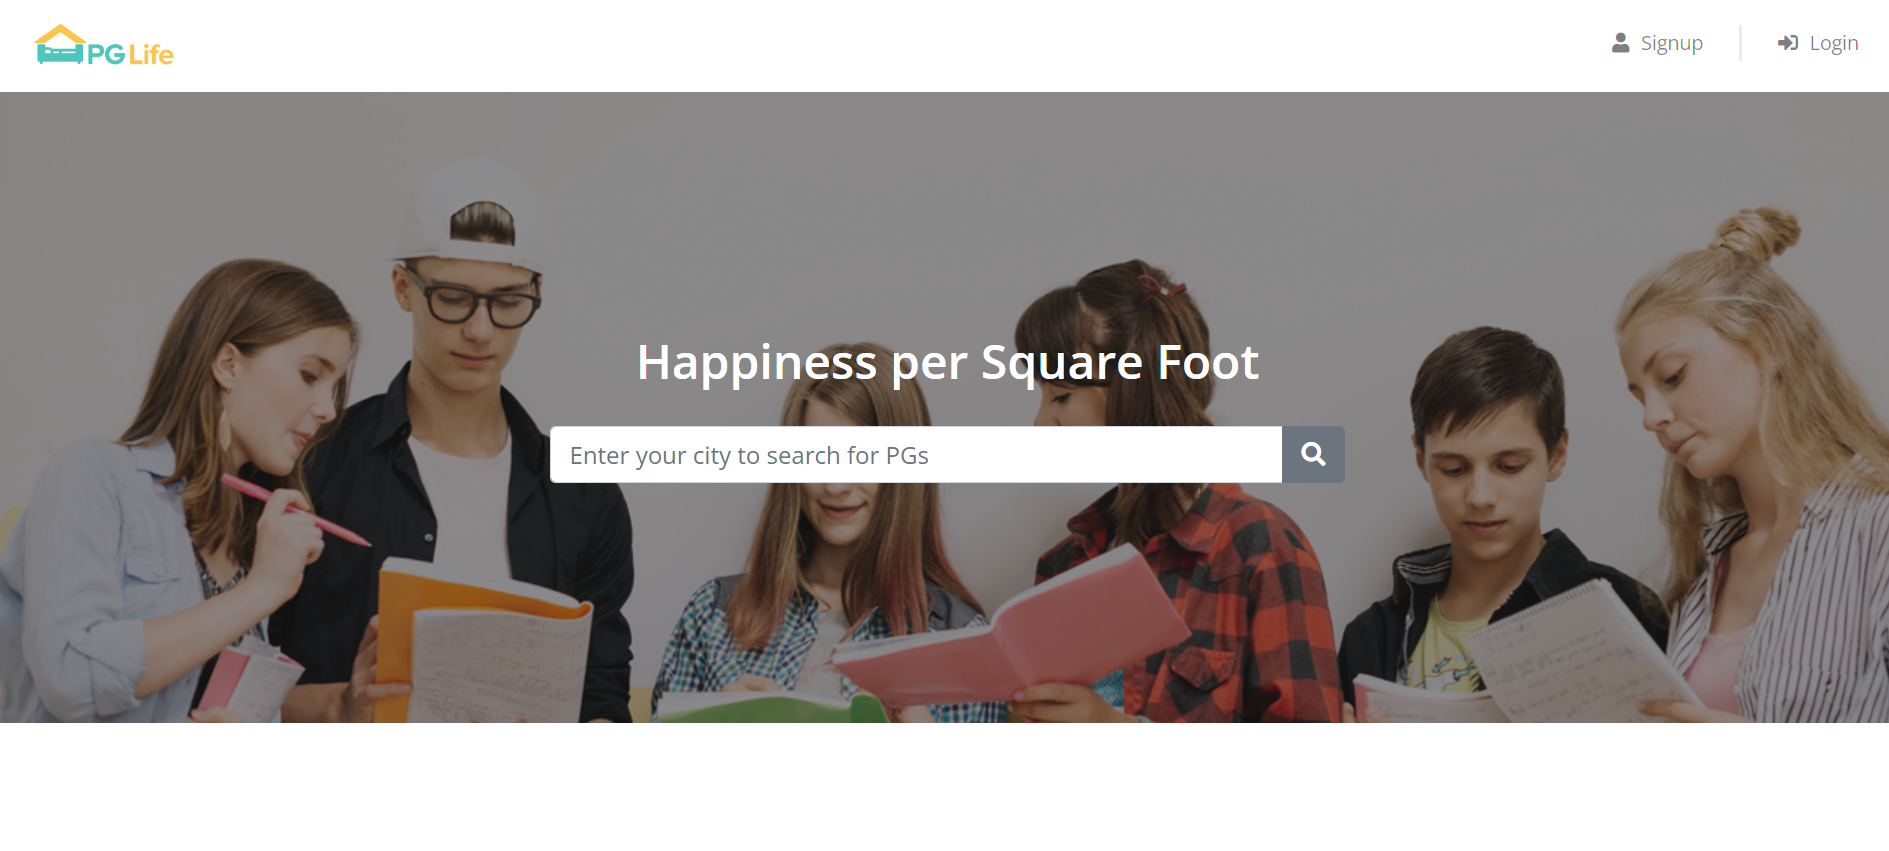 PG Life
Signup
Login
Happiness per Square Foot
Enter your city to search for PGs